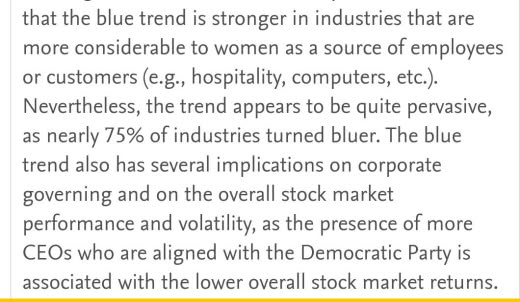 that the blue trend is stronger in industries that are
more considerable to women as a source of employees
or customers (e.g., hospitality, computers, etc.).
Nevertheless, the trend appears to be quite pervasive,
as nearly 75% of industries turned bluer. The blue
trend also has several implications on corporate
governing and on the overall stock market
performance and volatility, as the presence of more
CEOs who are aligned with the Democratic Party is
associated with the lower overall stock market returns.